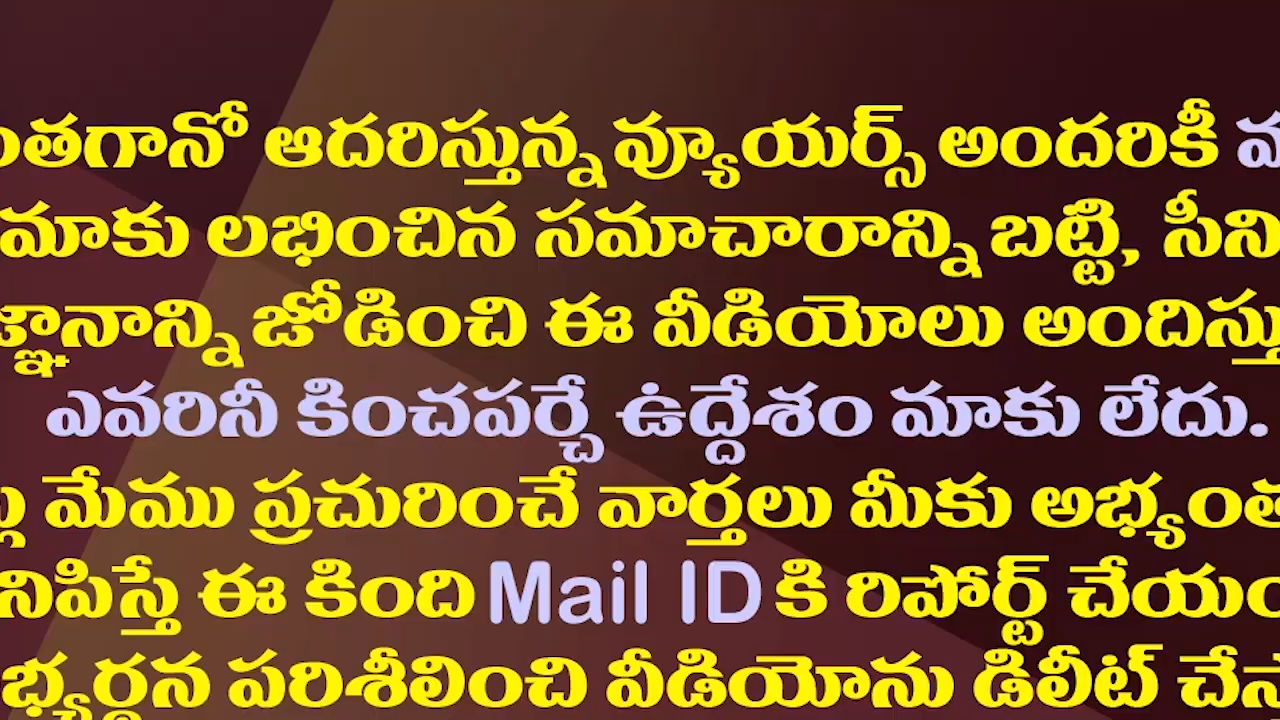 ంతగానో ఆదరిస్తున్న వ్యూయర్స్ అందరికీ
మాకు లభించిన సమాచారాన్ని బట్టి, సీని
జ్ఞానాన్ని జోడించి ఈ వీడియోలు అందిస్తు
ఎవరినీ కించపర్చే ఉద్దేశం మాకు లేదు.
మేము ప్రచురించే వార్తలు మీకు అభ్యంత
నిపిస్తే ఈ కింది Mail ID కి రిపోర్ట్ చేయం
భ్యర్థన పరిశీలించి వీడియోను డిలీట్ చేస